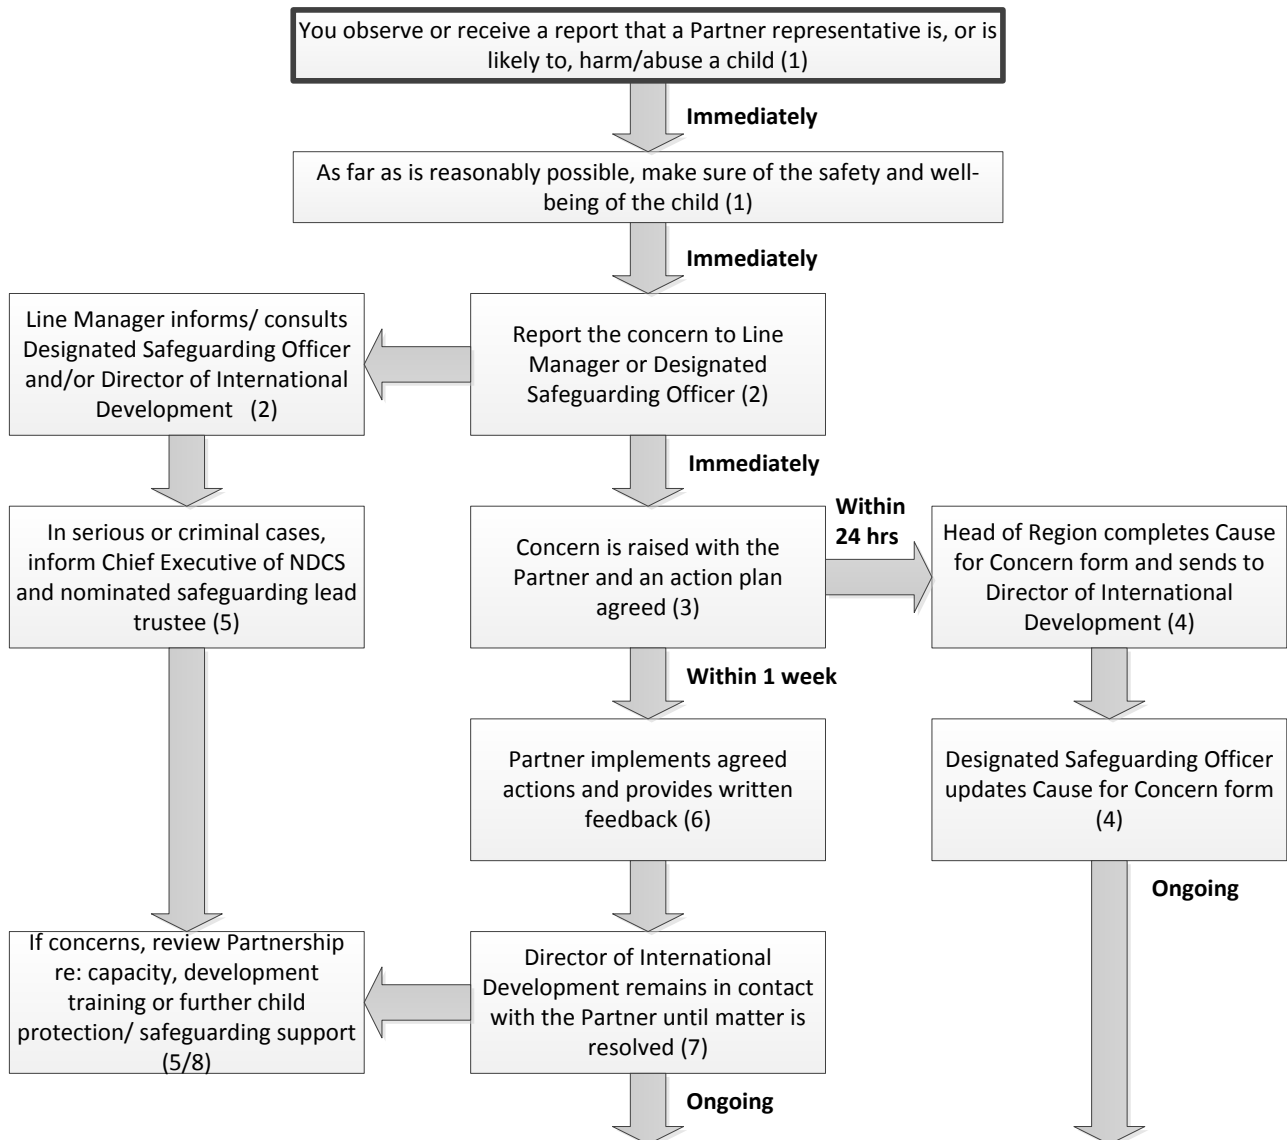 You observe or receive a report that a Partner representative is, or is
likely to, harm/abuse a child (1)
Immediately
As far as is reasonably possible, make sure of the safety and well-
being of the child (1)
Immediately
Line Manager informs/ consults
Designated Safeguarding Officer
and/or Director of International
Development (2)
Report the concern to Line
Manager or Designated
Safeguarding Officer (2)
Immediately
In serious or criminal cases,
inform Chief Executive of NDCS
and nominated safeguarding lead
trustee (5)
Concern is raised with the
Partner and an action plan
agreed (3)
Within
24 hrs
Head of Region completes Cause
for Concern form and sends to
Director of International
Development (4)
Within 1 week
Partner implements agreed
actions and provides written
feedback (6)
Designated Safeguarding Officer
updates Cause for Concern form
(4)
Ongoing
If concerns, review Partnership
re: capacity, development
training or further child
protection/ safeguarding support
(5/8)
Director of International
Development remains in contact
with the Partner until matter is
resolved (7)
Ongoing